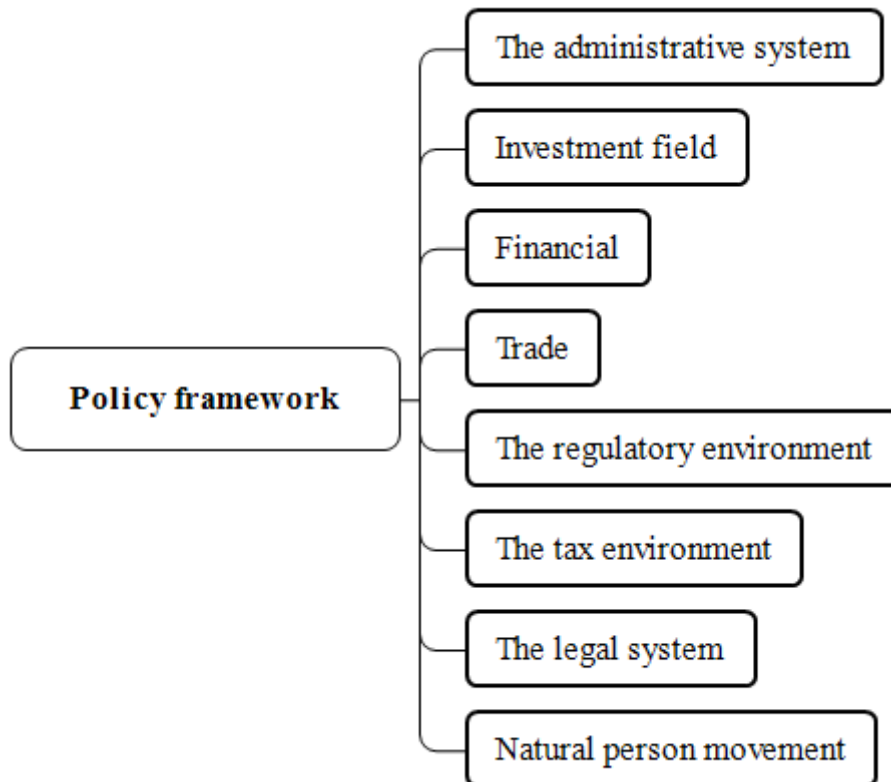 The administrative system
Investment field
Financial
Trade
Policy framework
The regulatory environment
The tax environment
The legal system
Natural person movement